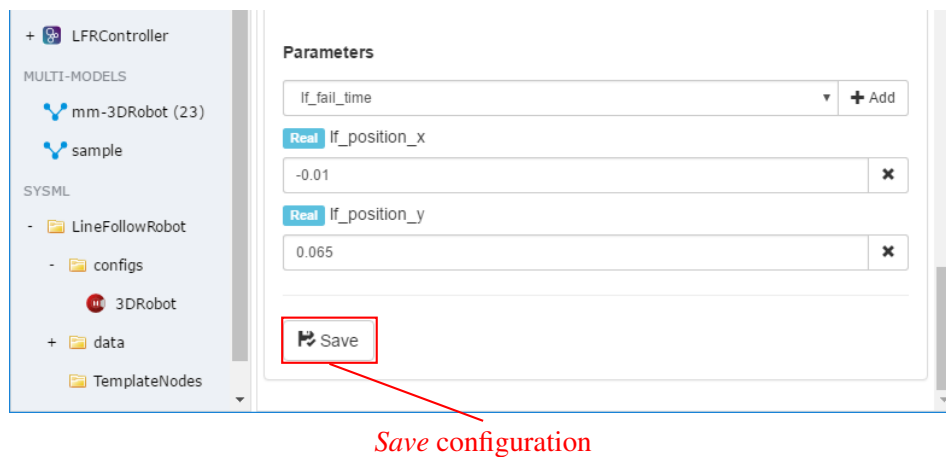 + LFRController
MULTI-MODELS
mm-3DRobot (23)
sample
SYSML
- LineFollowRobot
- configs
3DRobot
+ data
TemplateNodes
Parameters
lf_fail_time
+ Add
Real lf_position_x
-0.01
Real lf_position_y
0.065
Save
Save configuration